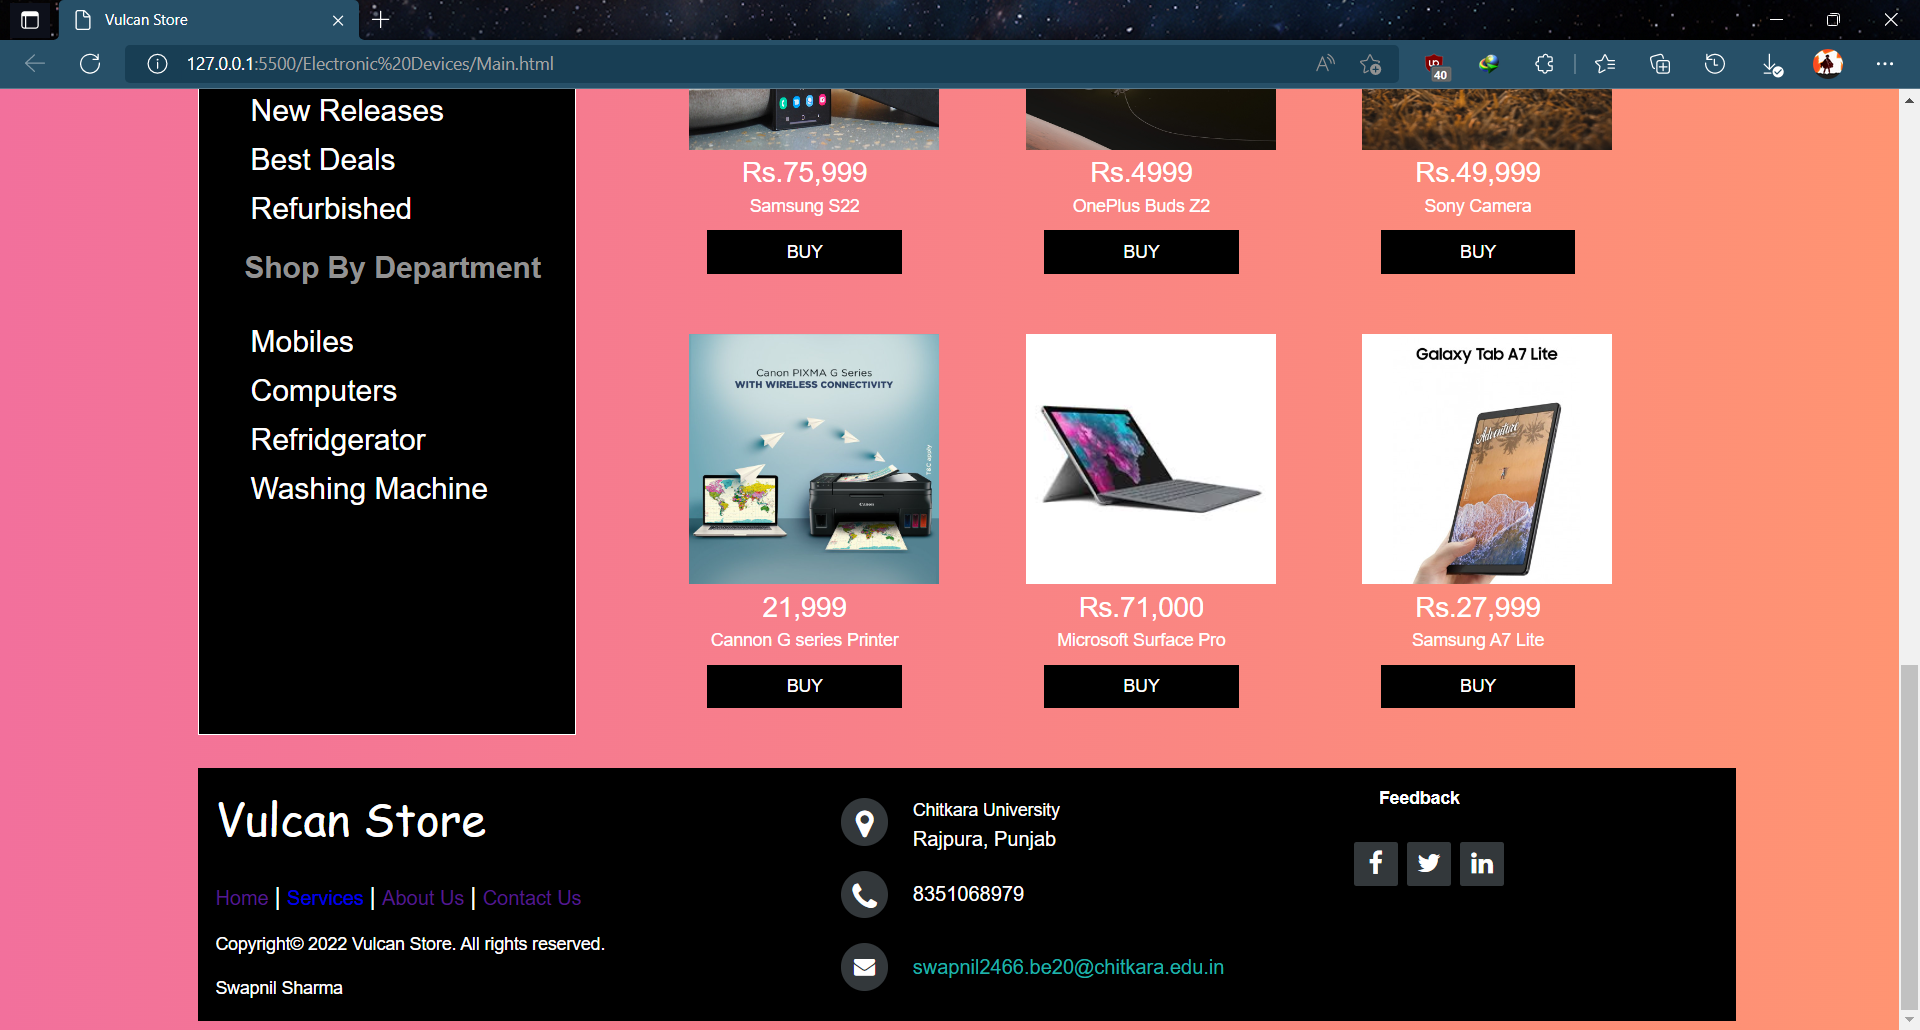 Vulcan Store
127.0.0.1:5500/Electronic%20Devices/Main.html
40
New Releases
Best Deals
Refurbished
Shop By Department
Mobiles
Computers
Refridgerator
Washing Machine
Rs.75,999
Samsung S22
BUY
Rs.4999
OnePlus Buds Z2
BUY
Rs.49,999
Sony Camera
BUY
Canon PIXMA G Series
WITH WIRELESS CONNECTIVITY
T&C apply
Canon
21,999
Cannon G series Printer
BUY
Rs.71,000
Microsoft Surface Pro
BUY
Galaxy Tab A7 Lite
Adventure
Rs.27,999
Samsung A7 Lite
BUY
Vulcan Store
Home | Services | About Us | Contact Us
Copyright© 2022 Vulcan Store. All rights reserved.
Swapnil Sharma
Chitkara University
Rajpura, Punjab
8351068979
swapnil2466.be20@chitkara.edu.in
Feedback